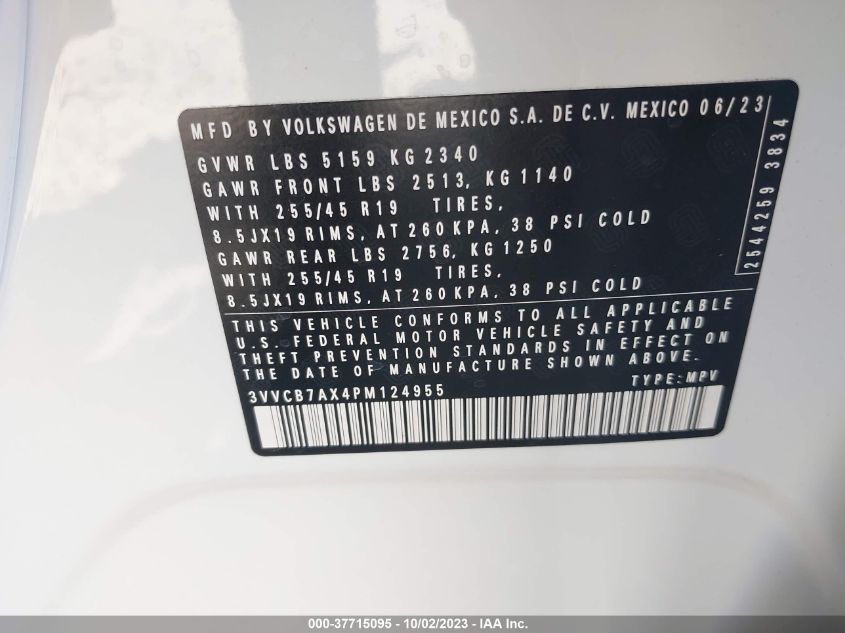 MFD BY VOLKSWAGEN DE MEXICO S.A. DE C.V. MEXICO 06/23
GVWR LBS 5159 KG 2340
GAWR FRONT LBS 2513, KG 1140
WITH 255/45 R19 TIRES,
8.5JX19 RIMS, AT 260 KPA, 38 PSI COLD
GAWR REAR LBS 2756, KG 1250
WITH 255/45 R19 TIRES,
8.5JX19 RIMS, AT 260 KPA, 38 PSI COLD
2544259 3834
THIS VEHICLE CONFORMS TO ALL APPLICABLE
U.S. FEDERAL MOTOR VEHICLE SAFETY AND
THEFT PREVENTION STANDARDS IN EFFECT ON
THE DATE OF MANUFACTURE SHOWN ABOVE.
3VVCB7AX4PM124955 TYPE:MPV
000-37715095 - 10/02/2023 - IAA Inc.